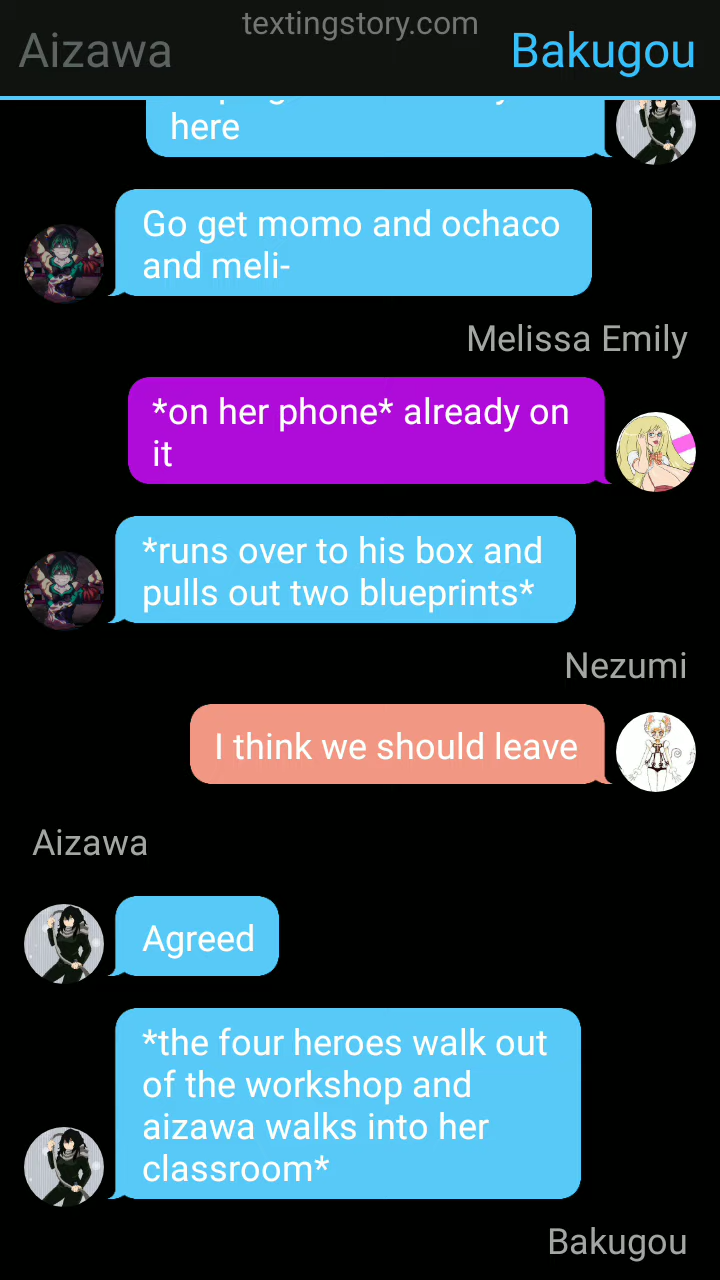 textingstory.com
Aizawa
Bakugou
here
Go get momo and ochaco
and meli-
Melissa Emily
*on her phone* already on
it
*runs over to his box and
pulls out two blueprints*
Nezumi
I think we should leave
Aizawa
Agreed
*the four heroes walk out
of the workshop and
aizawa walks into her
classroom*
Bakugou